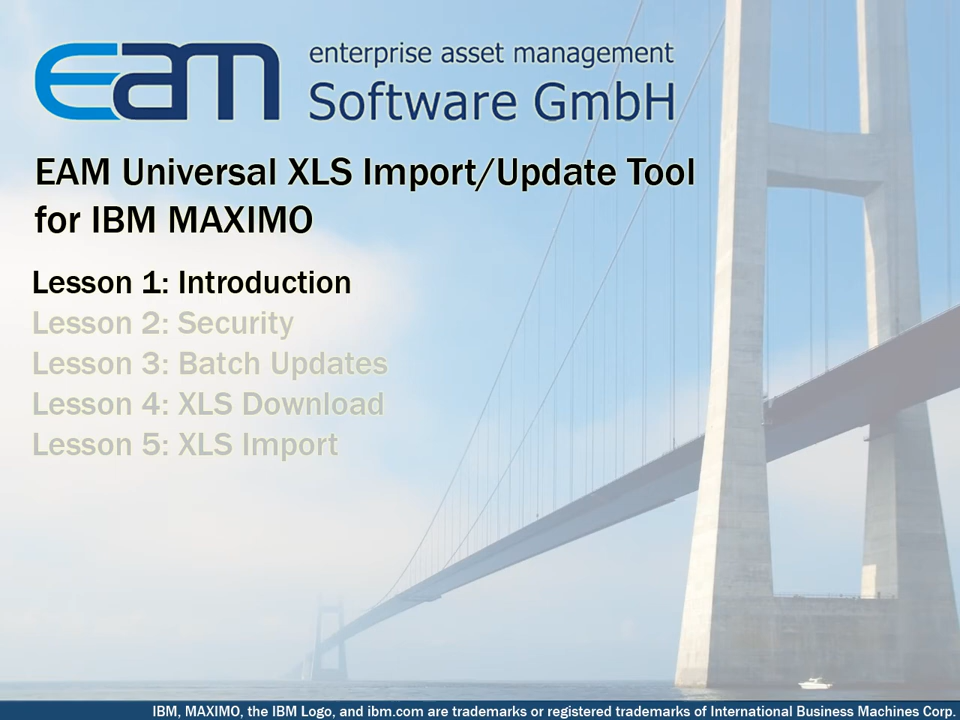 eam enterprise asset management
Software GmbH
EAM Universal XLS Import/Update Tool
for IBM MAXIMO
Lesson 1: Introduction
Lesson 2: Security
Lesson 3: Batch Updates
Lesson 4: XLS Download
Lesson 5: XLS Import
IBM, MAXIMO, the IBM Logo, and ibm.com are trademarks or registered trademarks of International Business Machines Corp.